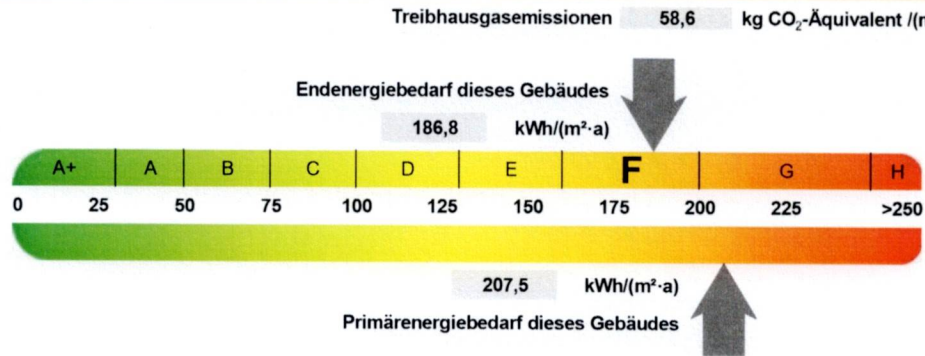 Treibhausgasemissionen 58,6 kg CO₂-Äquivalent /(m
Endenergiebedarf dieses Gebäudes
186,8 kWh/(m²·a)
A+ A B C D E F G H
0 25 50 75 100 125 150 175 200 225 >250
207,5 kWh/(m²·a)
Primärenergiebedarf dieses Gebäudes